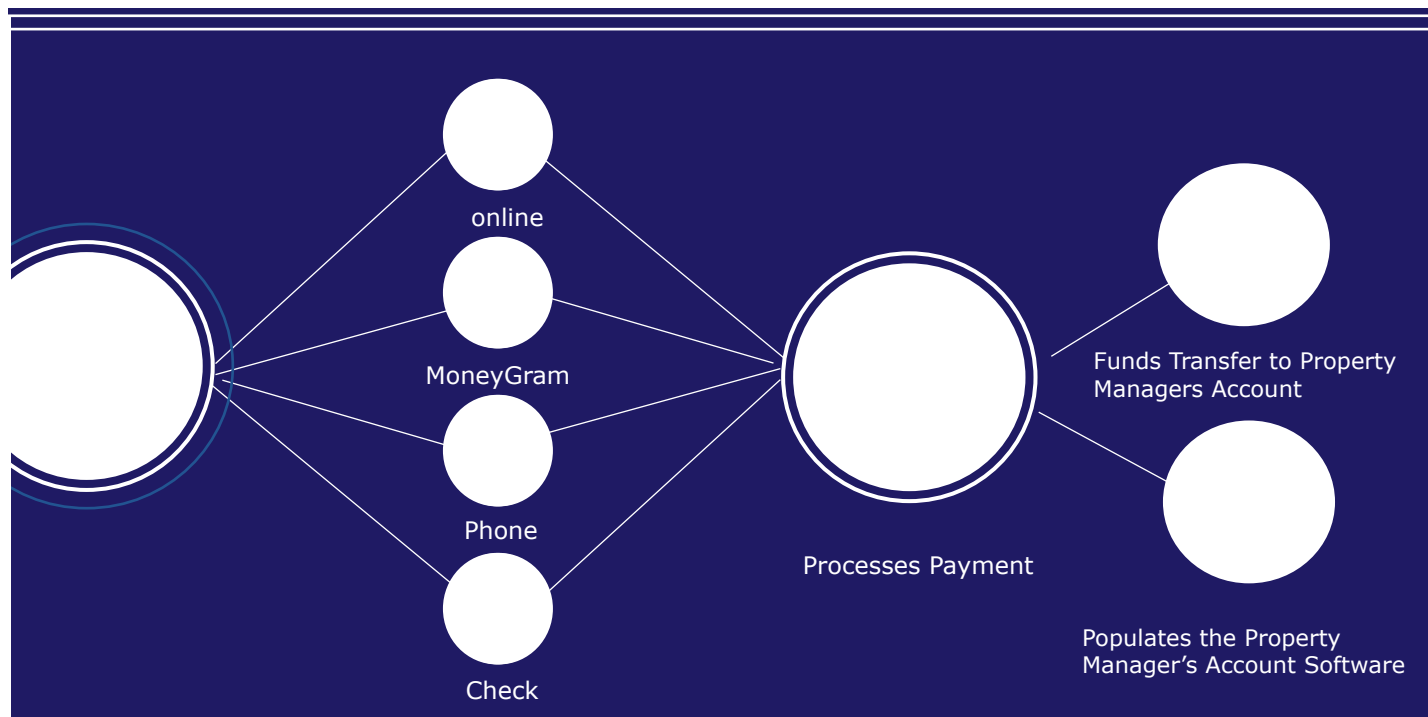 online
MoneyGram
Phone
Check
Processes Payment
Funds Transfer to Property
Managers Account
Populates the Property
Manager’s Account Software